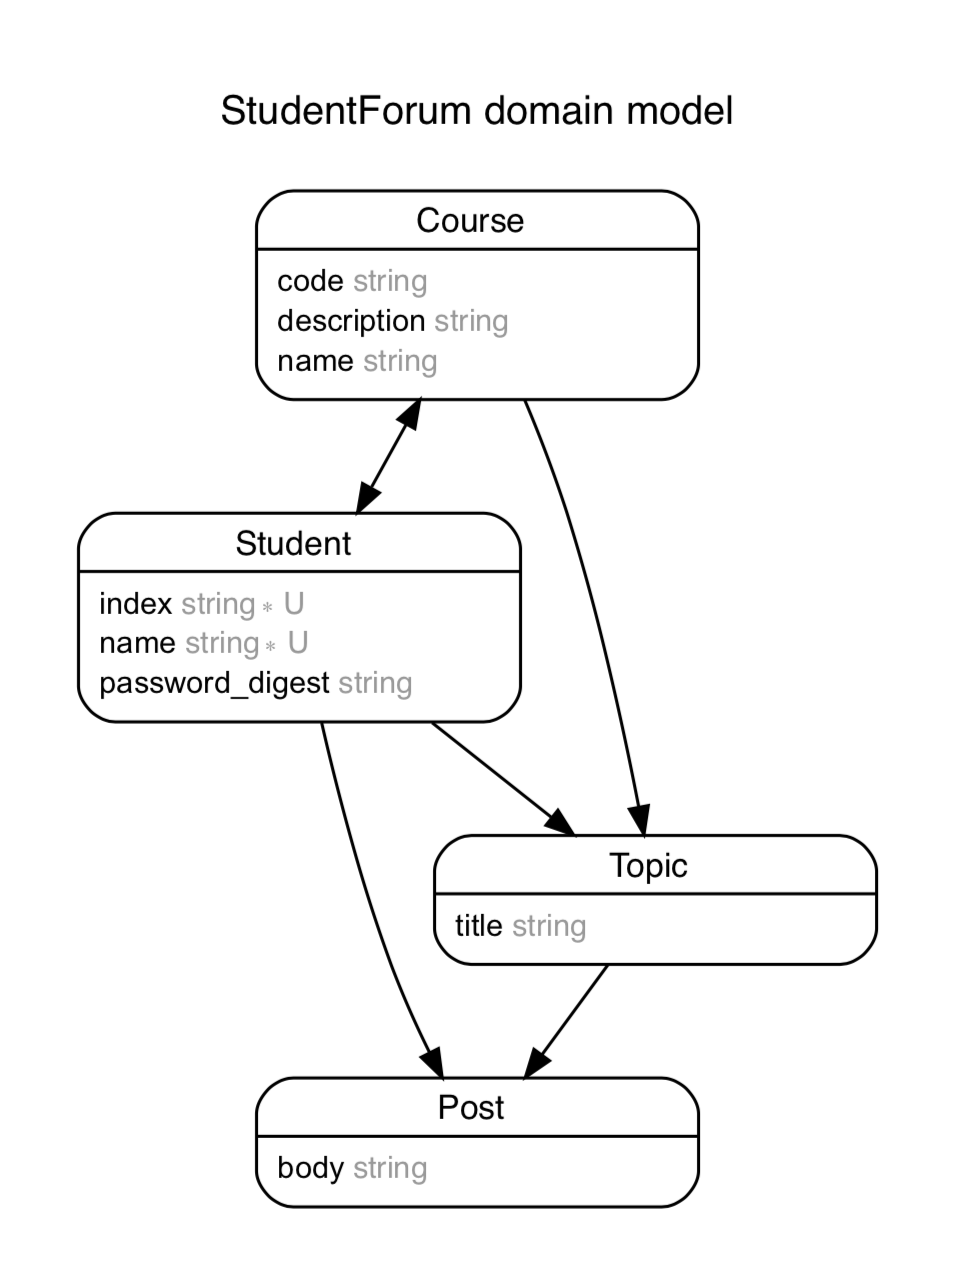 StudentForum domain model
Course
code string
description string
name string
Student
index string∗ U
name string∗ U
password_digest string
Topic
title string
Post
body string